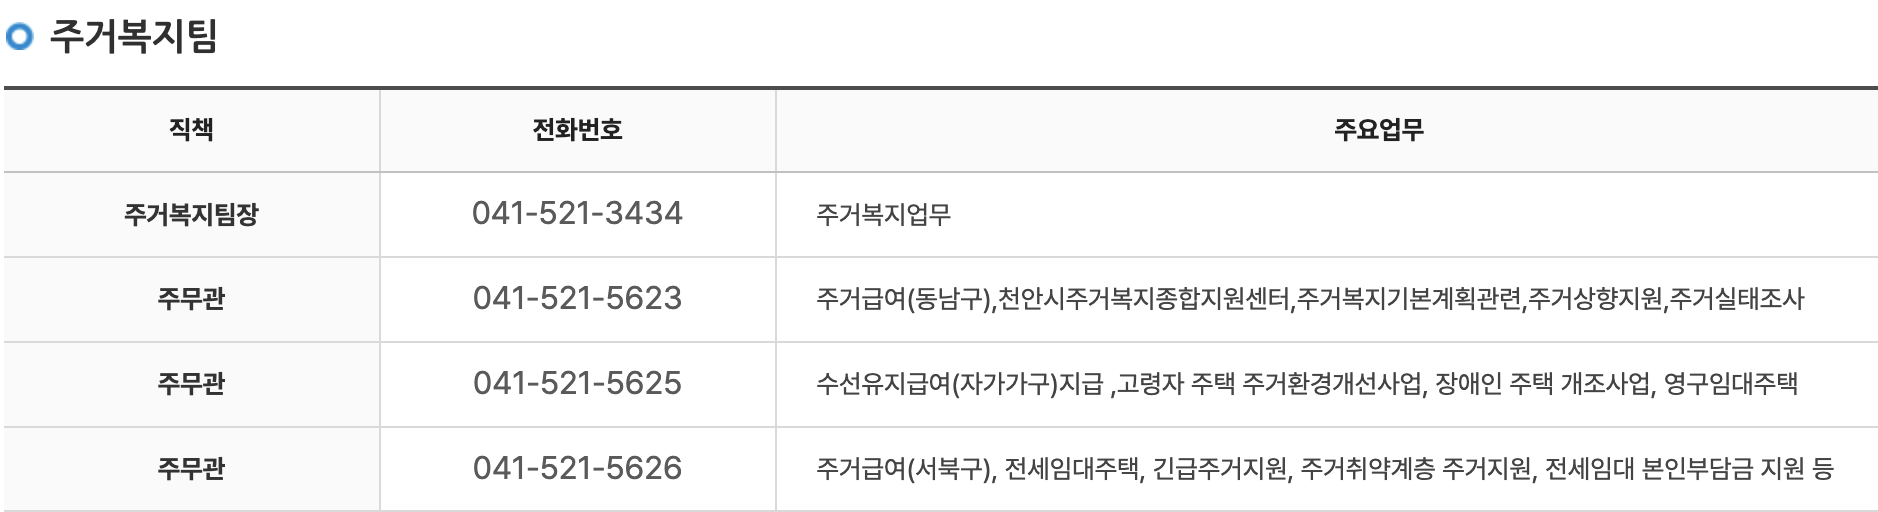 주거복지팀
직책 전화번호 주요업무
주거복지팀장 041-521-3434 주거복지업무
주무관 041-521-5623 주거급여(동남구),천안시주거복지종합지원센터,주거복지기본계획관련,주거상향지원,주거실태조사
주무관 041-521-5625 수선유지급여(자가가구)지급 ,고령자 주택 주거환경개선사업, 장애인 주택 개조사업, 영구임대주택
주무관 041-521-5626 주거급여(서북구), 전세임대주택, 긴급주거지원, 주거취약계층 주거지원, 전세임대 본인부담금 지원 등